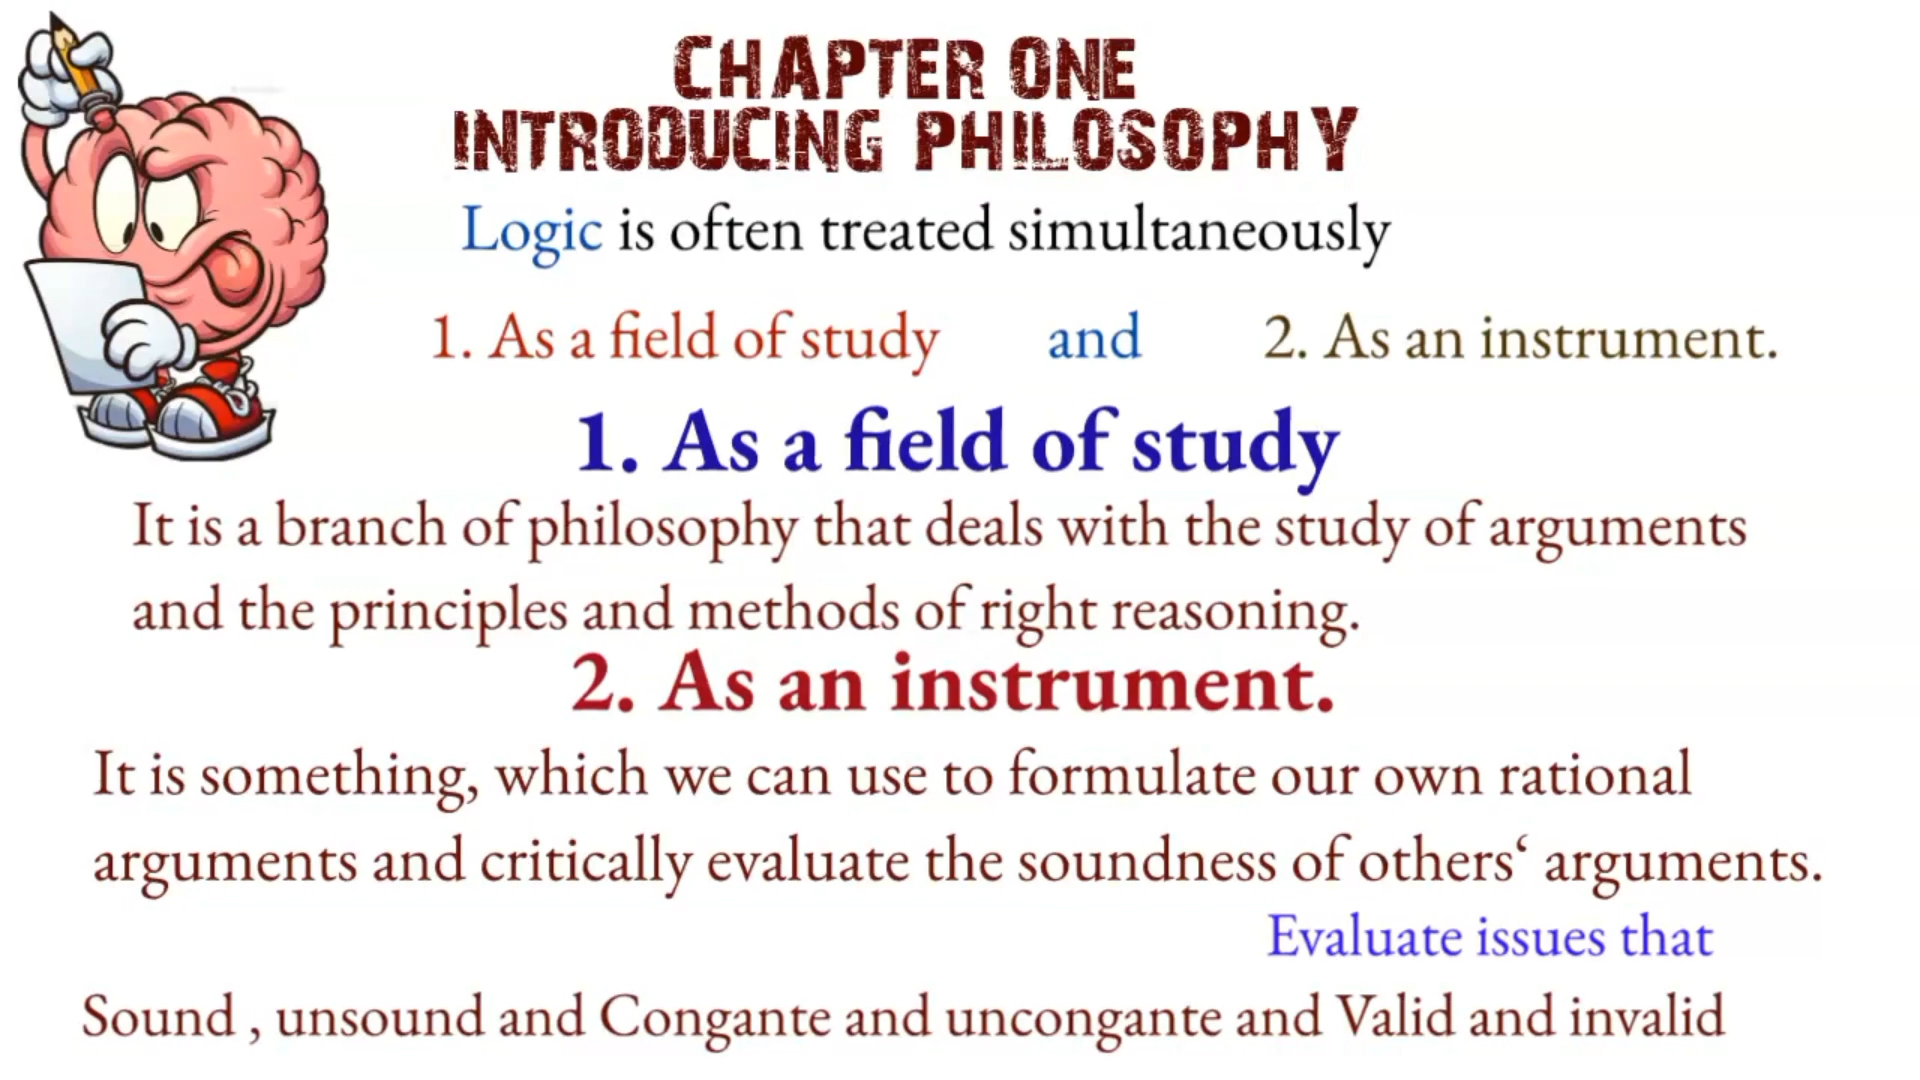 CHAPTER ONE
INTRODUCING PHILOSOPHY
Logic is often treated simultaneously
1. As a field of study and 2. As an instrument.
1. As a field of study
It is a branch of philosophy that deals with the study of arguments
and the principles and methods of right reasoning.
2. As an instrument.
It is something, which we can use to formulate our own rational
arguments and critically evaluate the soundness of others‘ arguments.
Evaluate issues that
Sound , unsound and Congante and uncongante and Valid and invalid